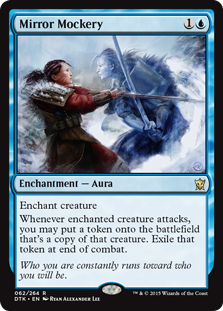 Mirror Mockery 1
Enchantment — Aura
Enchant creature
Whenever enchanted creature attacks,
you may put a token onto the battlefield
that's a copy of that creature. Exile that
token at end of combat.
Who you are constantly runs toward who
you will be.
062/264 R
DTK • EN RYAN ALEXANDER LEE
™ & © 2015 Wizards of the Coast